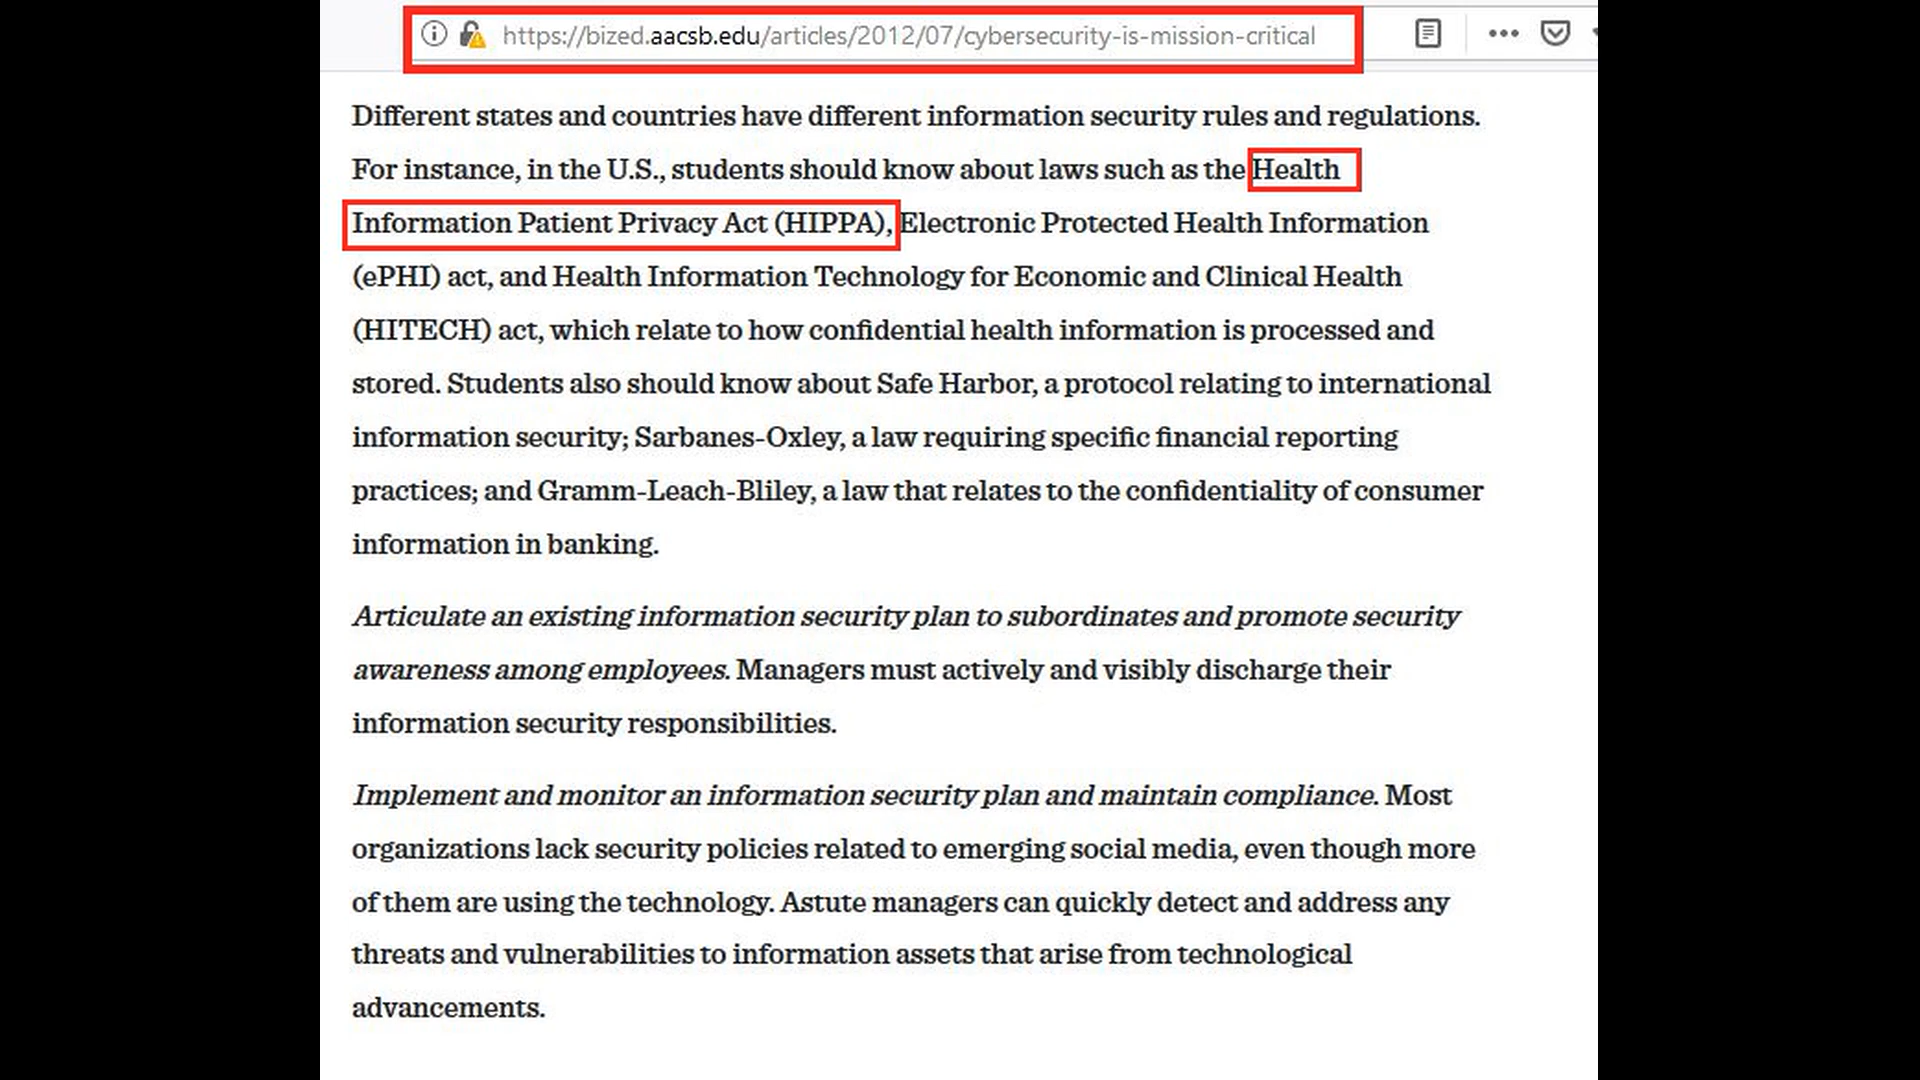 https://bized.aacsb.edu/articles/2012/07/cybersecurity-is-mission-critical
Different states and countries have different information security rules and regulations.
For instance, in the U.S., students should know about laws such as the Health
Information Patient Privacy Act (HIPPA), Electronic Protected Health Information
(ePHI) act, and Health Information Technology for Economic and Clinical Health
(HITECH) act, which relate to how confidential health information is processed and
stored. Students also should know about Safe Harbor, a protocol relating to international
information security; Sarbanes-Oxley, a law requiring specific financial reporting
practices; and Gramm-Leach-Bliley, a law that relates to the confidentiality of consumer
information in banking.
Articulate an existing information security plan to subordinates and promote security
awareness among employees. Managers must actively and visibly discharge their
information security responsibilities.
Implement and monitor an information security plan and maintain compliance. Most
organizations lack security policies related to emerging social media, even though more
of them are using the technology. Astute managers can quickly detect and address any
threats and vulnerabilities to information assets that arise from technological
advancements.